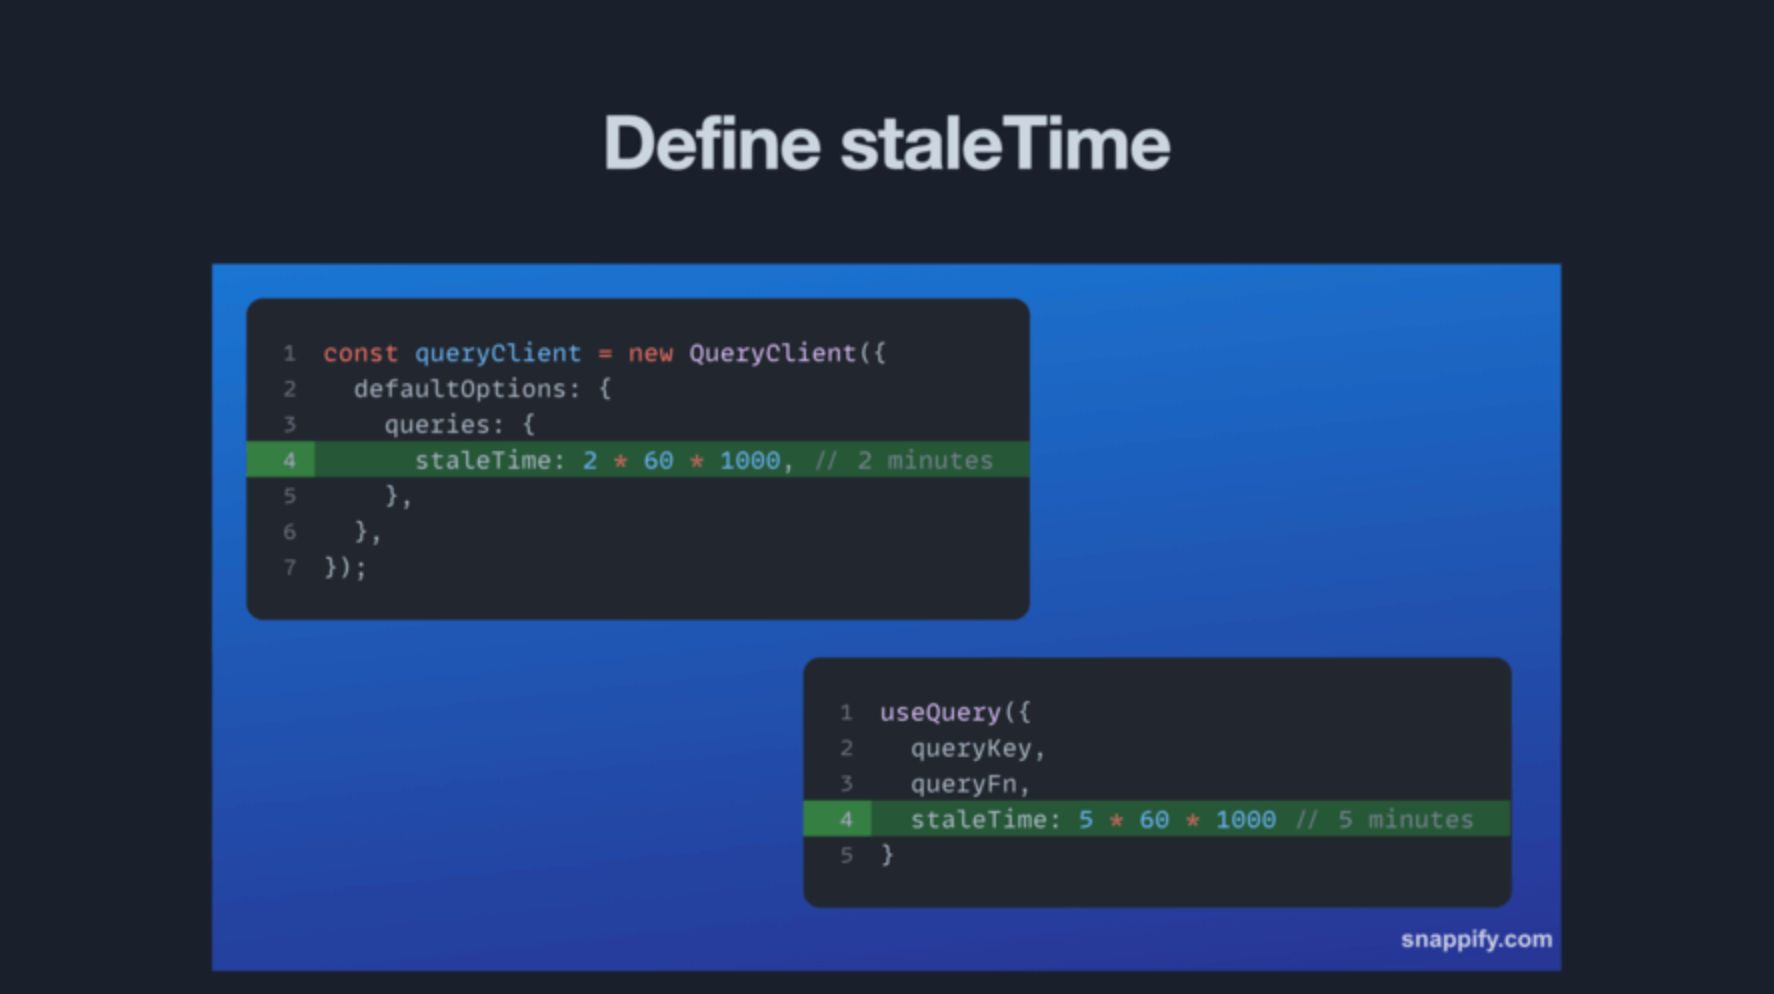 Define staleTime
1 const queryClient = new QueryClient({
2   defaultOptions: {
3     queries: {
4       staleTime: 2 * 60 * 1000, // 2 minutes
5     },
6   },
7 });
1 useQuery({
2   queryKey,
3   queryFn,
4   staleTime: 5 * 60 * 1000 // 5 minutes
5 }
snappify.com